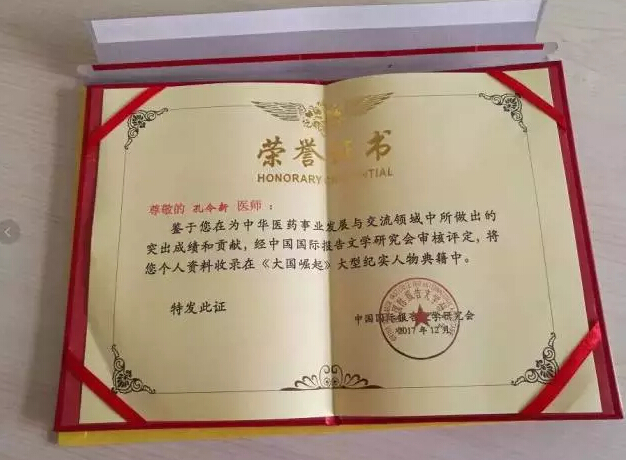 荣誉证书
HONORARY CREDENTIAL
尊敬的 孔令新 医师：
鉴于您在为中华医药事业发展与交流领域中所做出的
突出成绩和贡献，经中国国际报告文学研究会审核评定，将
您个人资料收录在《大国崛起》大型纪实人物典籍中。
特发此证
中国国际报告文学研究会
2017年12月